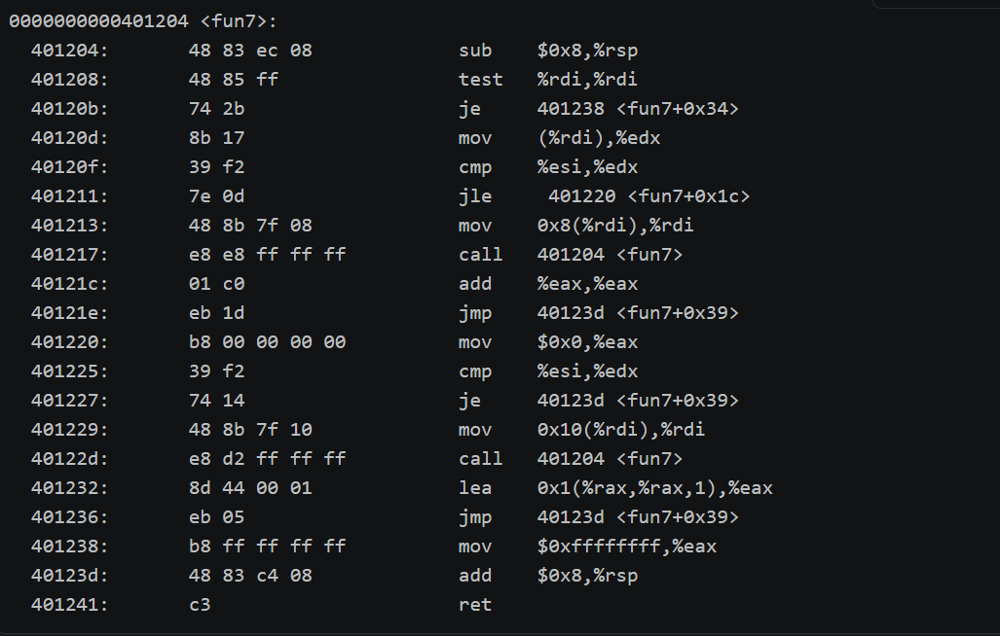 0000000000401204 <fun7>:
401204: 48 83 ec 08 sub $0x8,%rsp
401208: 48 85 ff test %rdi,%rdi
40120b: 74 2b je 401238 <fun7+0x34>
40120d: 8b 17 mov (%rdi),%edx
40120f: 39 f2 cmp %esi,%edx
401211: 7e 0d jle 401220 <fun7+0x1c>
401213: 48 8b 7f 08 mov 0x8(%rdi),%rdi
401217: e8 e8 ff ff ff call 401204 <fun7>
40121c: 01 c0 add %eax,%eax
40121e: eb 1d jmp 40123d <fun7+0x39>
401220: b8 00 00 00 00 mov $0x0,%eax
401225: 39 f2 cmp %esi,%edx
401227: 74 14 je 40123d <fun7+0x39>
401229: 48 8b 7f 10 mov 0x10(%rdi),%rdi
40122d: e8 d2 ff ff ff call 401204 <fun7>
401232: 8d 44 00 01 lea 0x1(%rax,%rax,1),%eax
401236: eb 05 jmp 40123d <fun7+0x39>
401238: b8 ff ff ff ff mov $0xffffffff,%eax
40123d: 48 83 c4 08 add $0x8,%rsp
401241: c3 ret